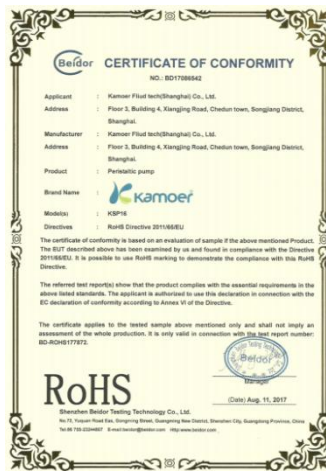 Beidor CERTIFICATE OF CONFORMITY
NO.: BD17086942
Applicant : Kamoer Fliud tech(Shanghai) Co., Ltd.
Address : Floor 3, Building 4, Xiangjing Road, Chedun town, Songjiang District,
Shanghai.
Manufacturer : Kamoer Fliud tech(Shanghai) Co., Ltd.
Address : Floor 3, Building 4, Xiangjing Road, Chedun town, Songjiang District,
Shanghai.
Product : Peristaltic pump
Brand Name : Kamoer
Model(s) : KSP16
Directives : RoHS Directive 2011/65/EU
The certificate of conformity is based on an evaluation of sample if the above mentioned Product.
The EUT described above has been examined by us and found in compliance with the Directive
2011/65/EU. It is possible to use RoHS marking to demonstrate the compliance with this RoHS
Directive.
The referred test report(s) show that the product complies with the essential requirements in the
above listed standards. The applicant is authorized to use this declaration in connection with the
EC declaration of conformity according to Annex VI of the Directive.
The certificate applies to the tested sample above mentioned only and shall not imply an
assessment of the whole production. It is only valid in connection with the test report number:
BD-ROHS177872.
Beidor
Manager
RoHS
(Date) Aug. 11, 2017
Shenzhen Beidor Testing Technology Co., Ltd.